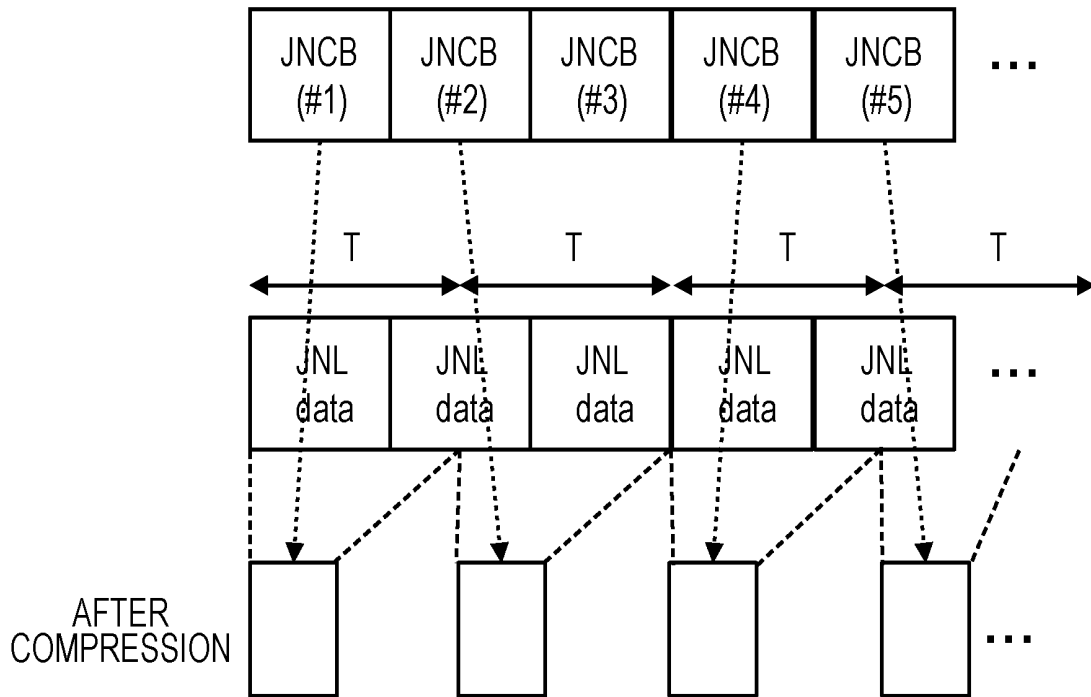 JNCB JNCB JNCB JNCB JNCB ...
(#1) (#2) (#3) (#4) (#5)
T T T T
JNL JNL JNL JNL JNL ...
data data data data data
AFTER
COMPRESSION ...